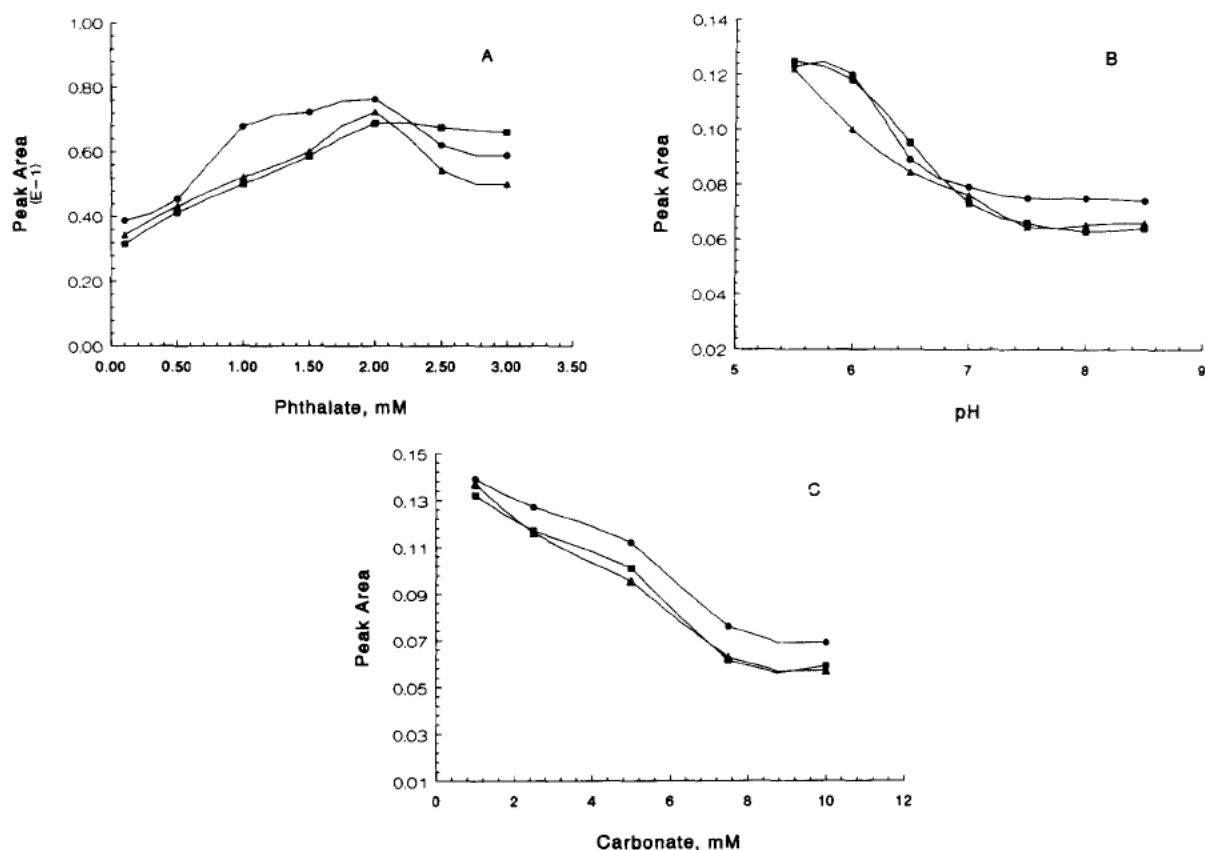 A
1.00
0.80
0.60
0.40
0.20
0.00
Peak Area
(E-1)
0.00 0.50 1.00 1.50 2.00 2.50 3.00 3.50
Phthalate, mM
B
0.14
0.12
0.10
0.08
0.06
0.04
0.02
Peak Area
5 6 7 8 9
pH
C
0.15
0.13
0.11
0.09
0.07
0.05
0.03
0.01
Peak Area
0 2 4 6 8 10 12
Carbonate, mM